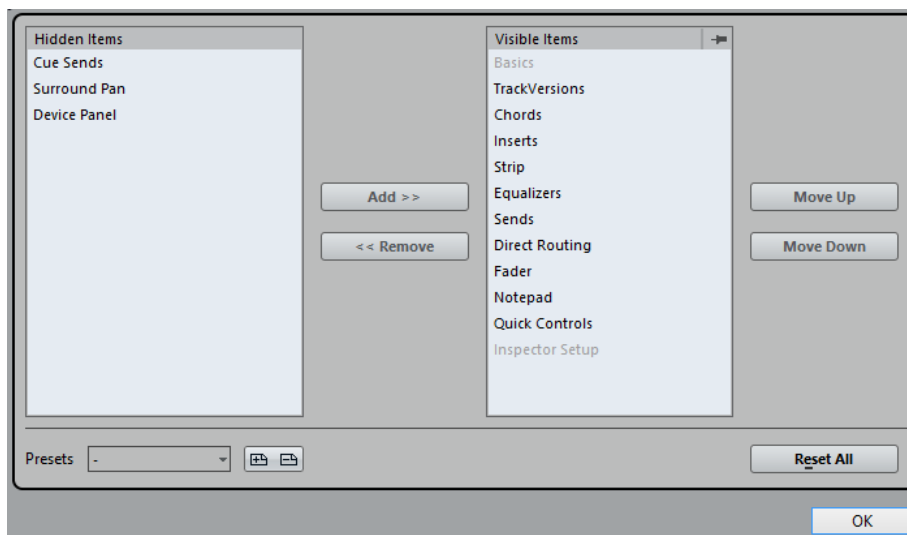 Hidden Items
Cue Sends
Surround Pan
Device Panel
Add >>
<< Remove
Visible Items
Basics
TrackVersions
Chords
Inserts
Strip
Equalizers
Sends
Direct Routing
Fader
Notepad
Quick Controls
Inspector Setup
Move Up
Move Down
Presets -
Reset All
OK